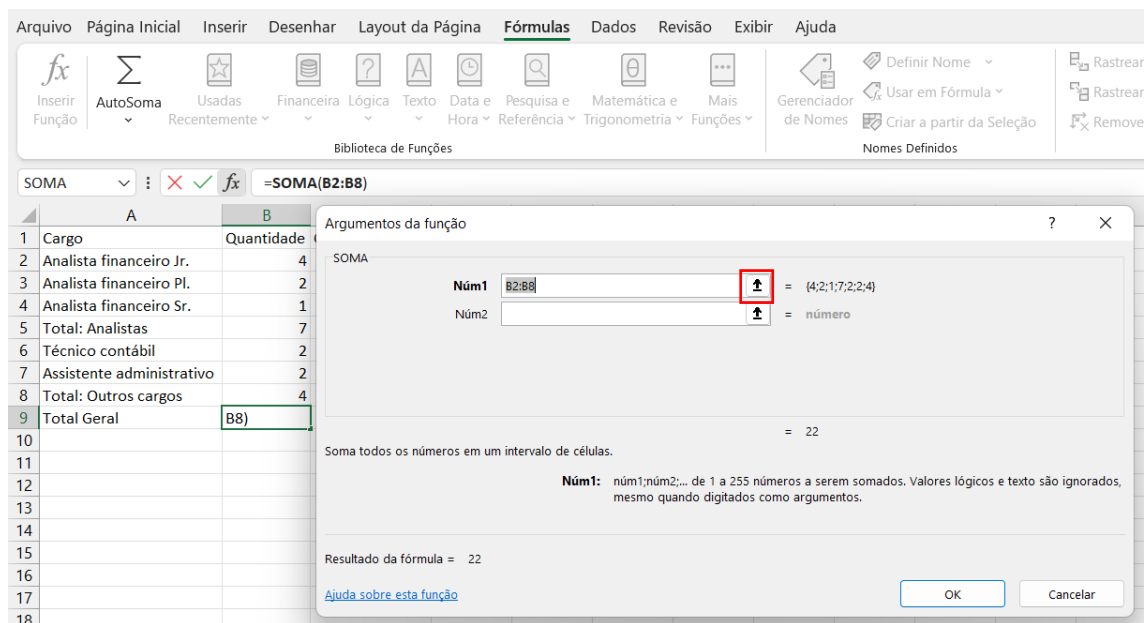 Arquivo Página Inicial Inserir Desenhar Layout da Página Fórmulas Dados Revisão Exibir Ajuda
fx Inserir Função
AutoSoma
Usadas Recentemente
Financeira
Lógica
Texto
Data e Hora
Pesquisa e Referência
Matemática e Trigonometria
Mais Funções
Biblioteca de Funções
Gerenciador de Nomes
Definir Nome
Usar em Fórmula
Criar a partir da Seleção
Nomes Definidos
Rastrear
Rastrear
Remove
SOMA fx =SOMA(B2:B8)
A B
1 Cargo Quantidade
2 Analista financeiro Jr. 4
3 Analista financeiro Pl. 2
4 Analista financeiro Sr. 1
5 Total: Analistas 7
6 Técnico contábil 2
7 Assistente administrativo 2
8 Total: Outros cargos 4
9 Total Geral B8)
10
11
12
13
14
15
16
17
18
Argumentos da função ?
SOMA
Núm1 B2:B8 = {4;2;1;7;2;2;4}
Núm2 = número
= 22
Soma todos os números em um intervalo de células.
Núm1: núm1;núm2;... de 1 a 255 números a serem somados. Valores lógicos e texto são ignorados,
mesmo quando digitados como argumentos.
Resultado da fórmula = 22
Ajuda sobre esta função
OK Cancelar